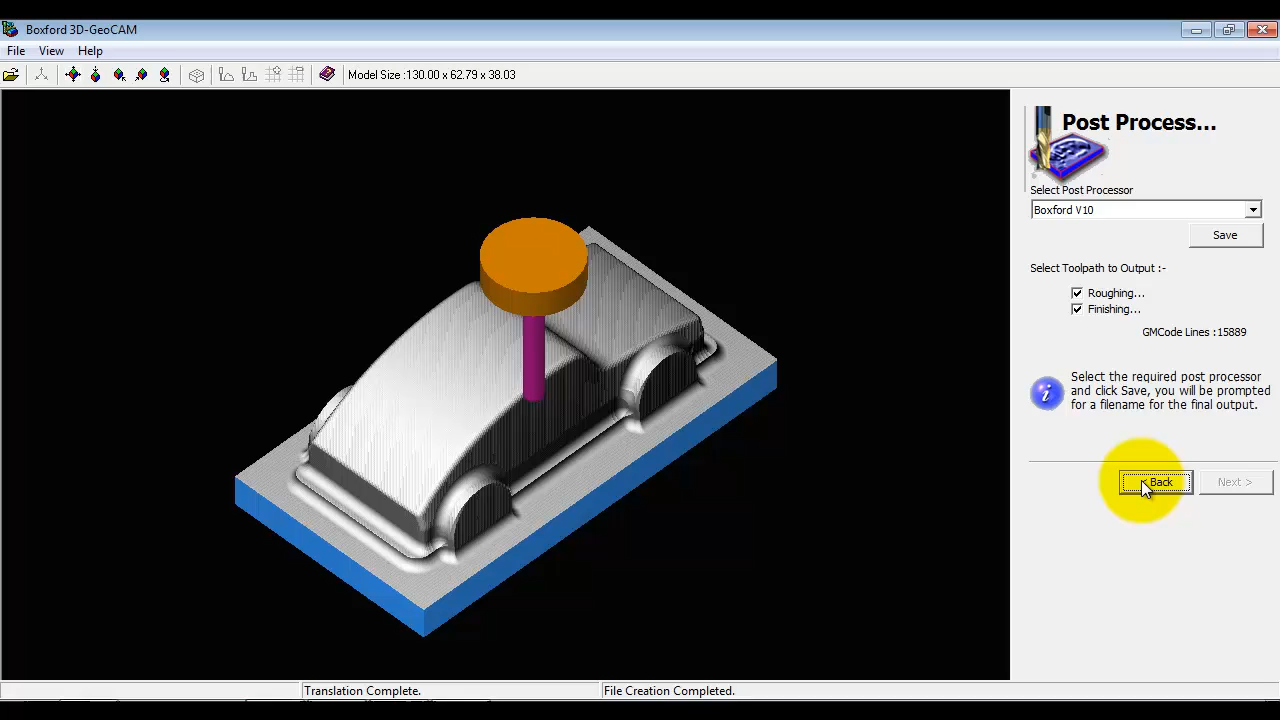 Boxford 3D-GeoCAM
File View Help
Model Size :130.00 x 62.79 x 38.03
Post Process...
Select Post Processor
Boxford V10
Save
Select Toolpath to Output :-
Roughing...
Finishing...
GMCode Lines :15889
Select the required post processor
and click Save, you will be prompted
for a filename for the final output.
Back Next >
Translation Complete. File Creation Completed.